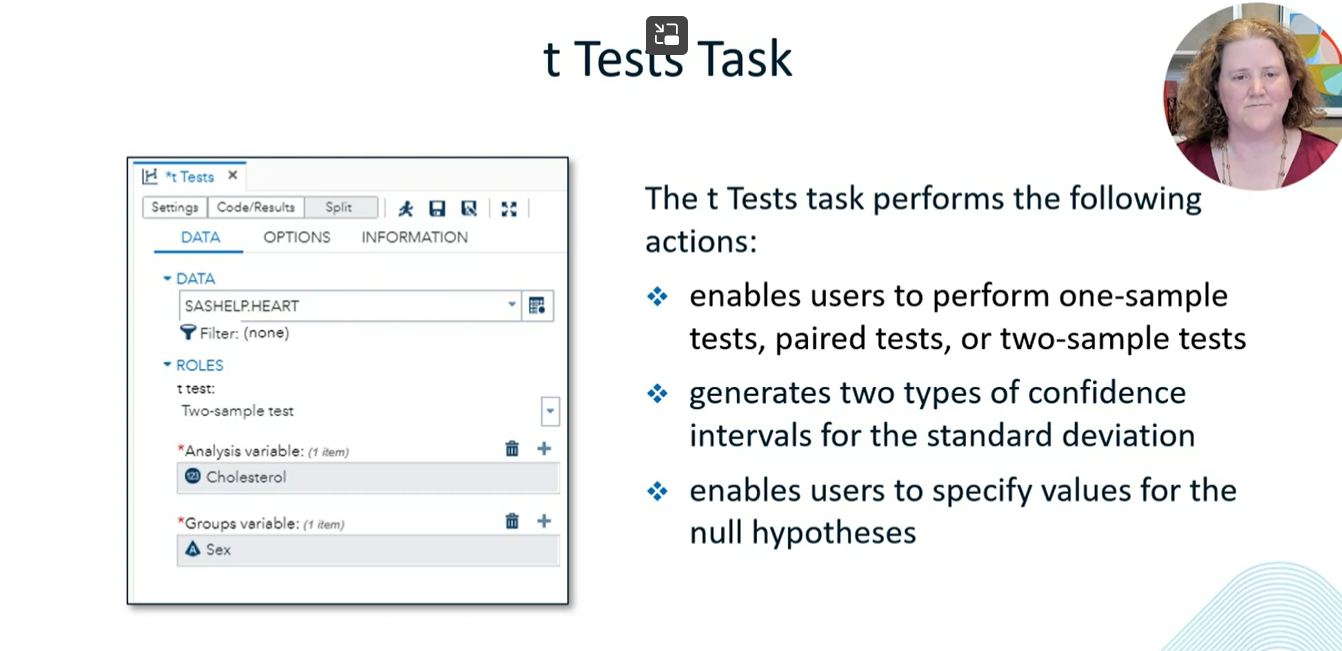 t Tests Task
*t Tests
Settings Code/Results Split
DATA OPTIONS INFORMATION
DATA
SASHELP.HEART
Filter: (none)
ROLES
t test:
Two-sample test
*Analysis variable: (1 item)
123 Cholesterol
*Groups variable: (1 item)
A Sex
The t Tests task performs the following
actions:
enables users to perform one-sample
tests, paired tests, or two-sample tests
generates two types of confidence
intervals for the standard deviation
enables users to specify values for the
null hypotheses